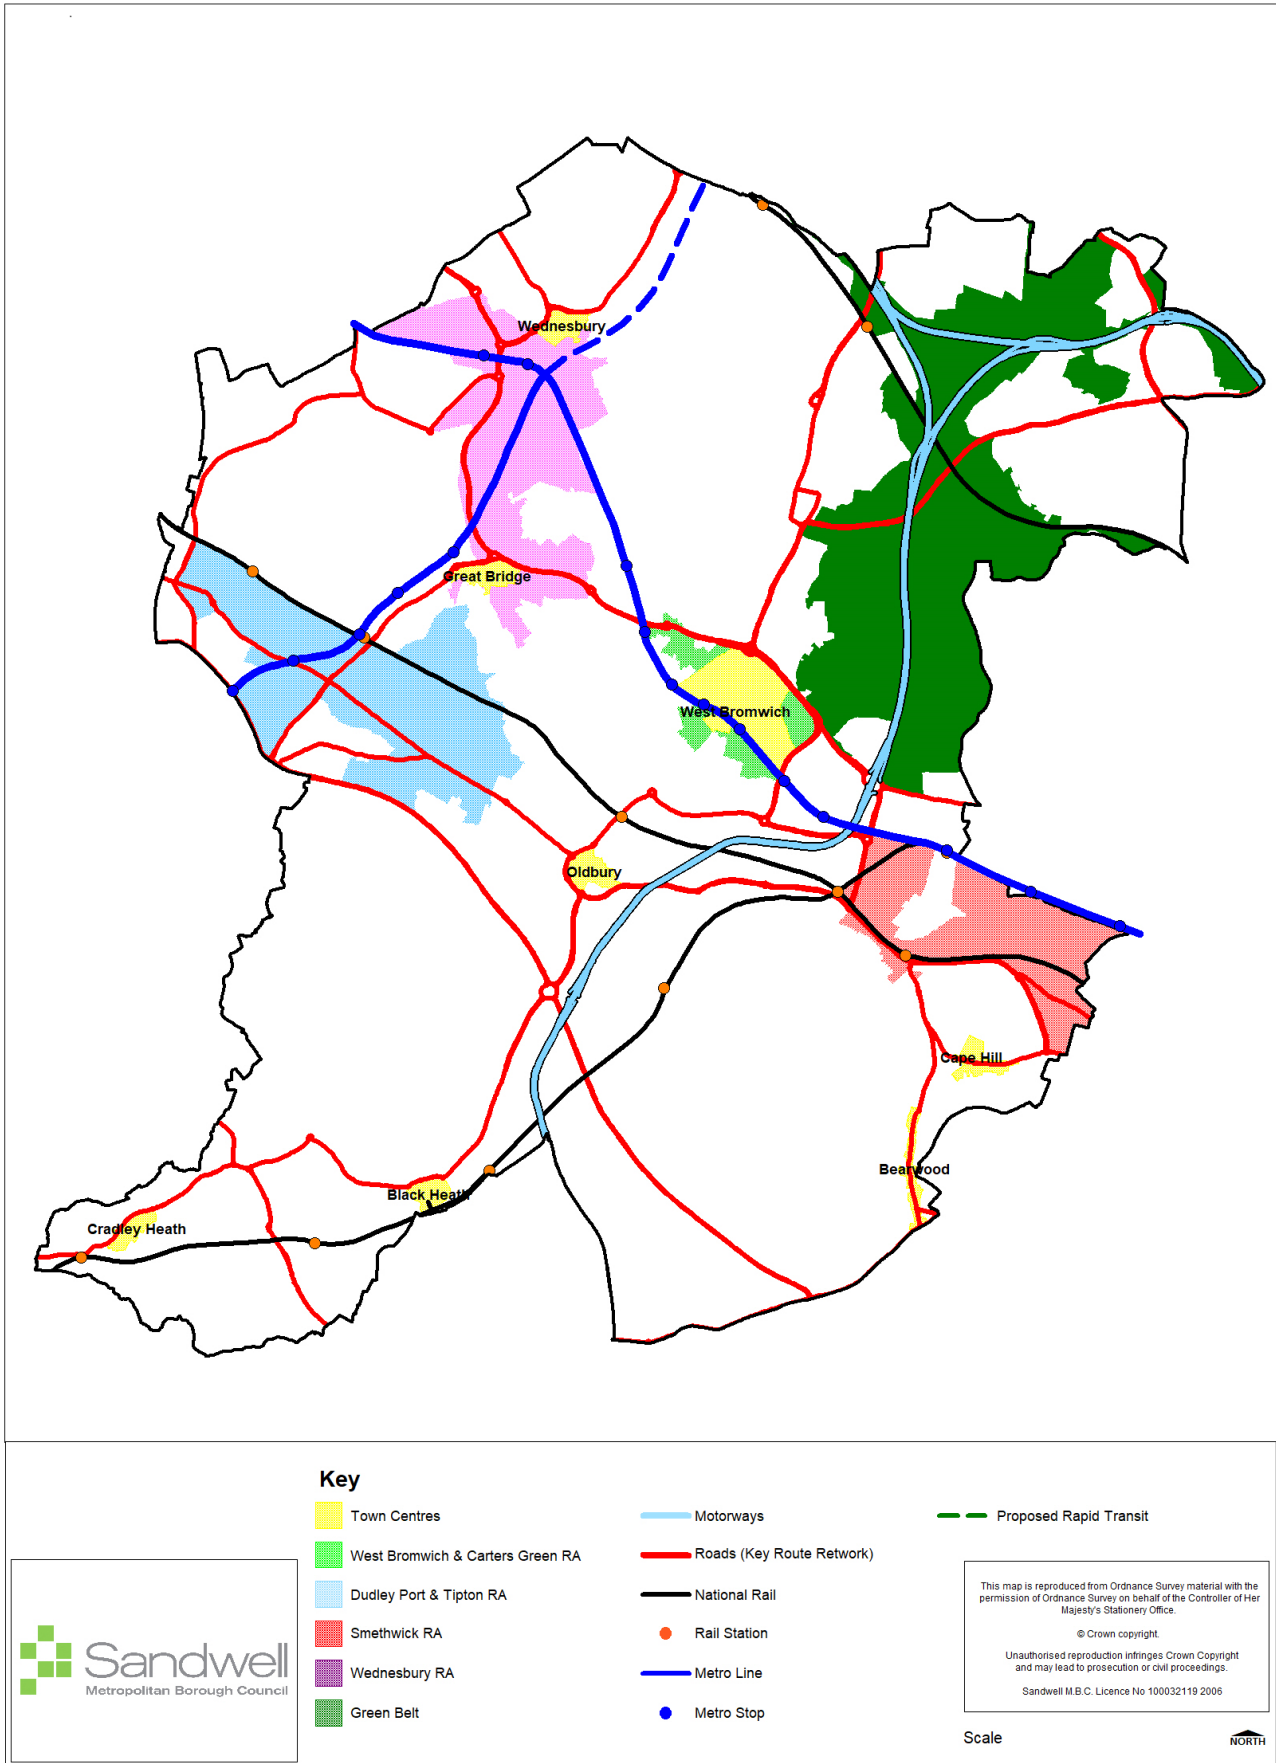 Wednesbury
Great Bridge
West Bromwich
Oldbury
Cape Hill
Bearwood
Black Heath
Cradley Heath
Key
Town Centres
West Bromwich & Carters Green RA
Dudley Port & Tipton RA
Smethwick RA
Wednesbury RA
Green Belt
Motorways
Roads (Key Route Retwork)
National Rail
Rail Station
Metro Line
Metro Stop
Proposed Rapid Transit
Sandwell
Metropolitan Borough Council
This map is reproduced from Ordnance Survey material with the
permission of Ordnance Survey on behalf of the Controller of Her
Majesty's Stationery Office.
© Crown copyright.
Unauthorised reproduction infringes Crown Copyright
and may lead to prosecution or civil proceedings.
Sandwell M.B.C. Licence No 100032119 2006
Scale
NORTH